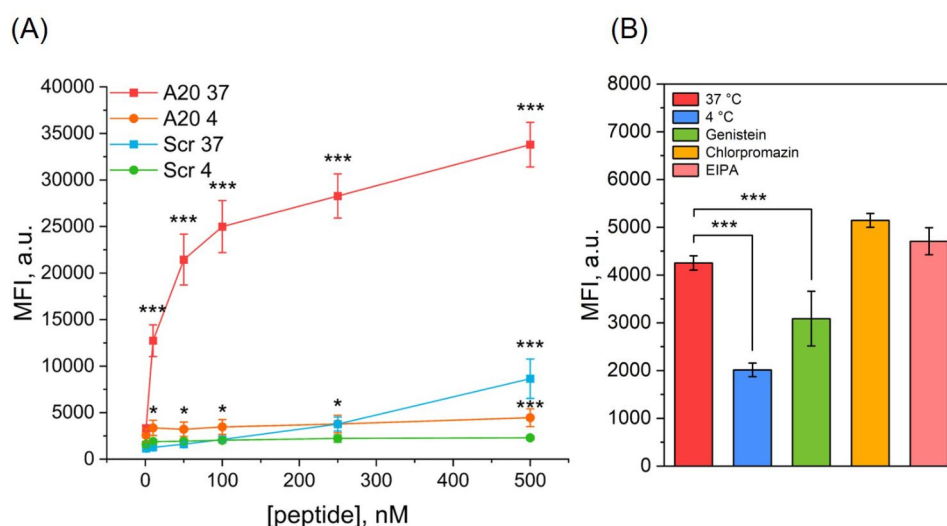 (A)
(B)
40000
35000
30000
25000
20000
15000
10000
5000
0
MFI, a.u.
A20 37
A20 4
Scr 37
Scr 4
***
***
***
***
***
***
*
*
*
*
***
0
100
200
300
400
500
[peptide], nM
8000
7000
6000
5000
4000
3000
2000
1000
0
MFI, a.u.
37 °C
4 °C
Genistein
Chlorpromazin
EIPA
***
***